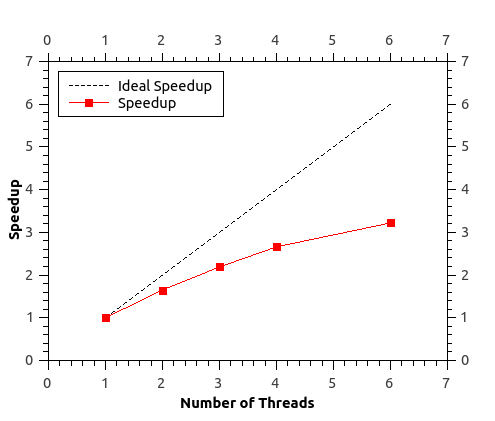 0 1 2 3 4 5 6 7
7 7
Ideal Speedup
6 6
Speedup
5 5
4 4
Speedup
3 3
2 2
1 1
0 0
0 1 2 3 4 5 6 7
Number of Threads